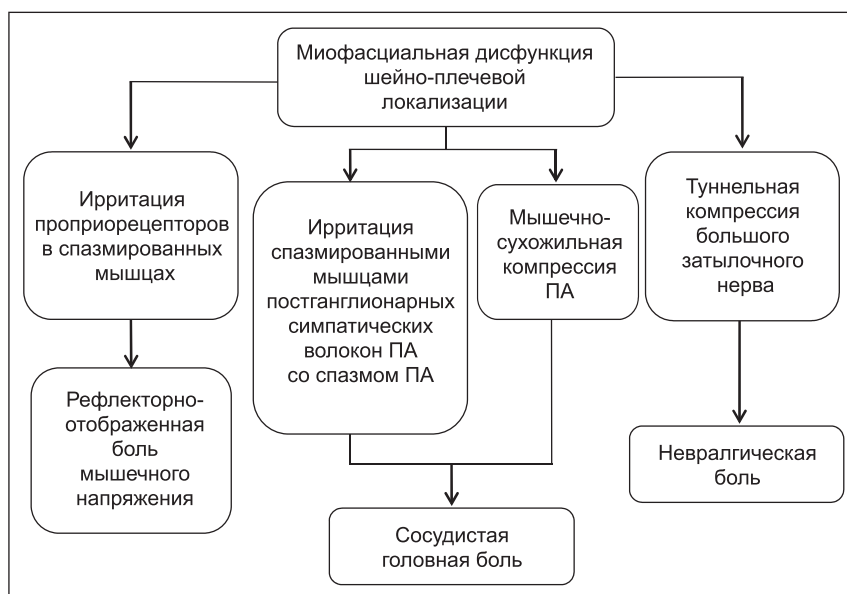 Миофасциальная дисфункция
шейно-плечевой
локализации
Ирритация
проприорецепторов
в спазмированных
мышцах
Ирритация
спазмированными
мышцами
постганглионарных
симпатических
волокон ПА
со спазмом ПА
Мышечно-
сухожильная
компрессия
ПА
Туннельная
компрессия
большого
затылочного
нерва
Рефлекторно-
отображенная
боль
мышечного
напряжения
Невралгическая
боль
Сосудистая
головная боль